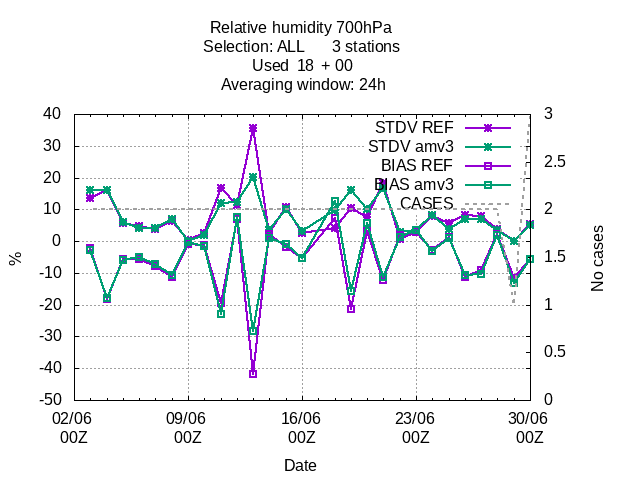 Relative humidity 700hPa
Selection: ALL 3 stations
Used 18 + 00
Averaging window: 24h
40
30
20
10
0
-10
-20
-30
-40
-50
%
3
2.5
2
1.5
1
0.5
0
No cases
STDV REF
STDV amv3
BIAS REF
BIAS amv3
CASES
02/06 09/06 16/06 23/06 30/06
00Z 00Z 00Z 00Z 00Z
Date